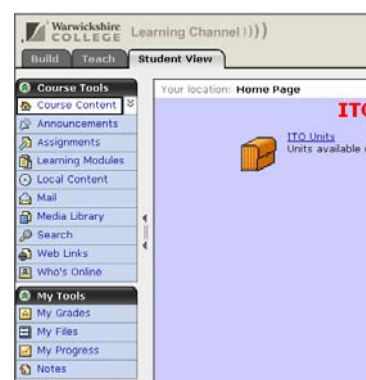 Warwickshire
COLLEGE
Learning Channel))))
Build Teach Student View
Course Tools
Course Content
Announcements
Assignments
Learning Modules
Local Content
Mail
Media Library
Search
Web Links
Who's Online
My Tools
My Grades
My Files
My Progress
Notes
Your location: Home Page
ITO
ITO Units
Units available